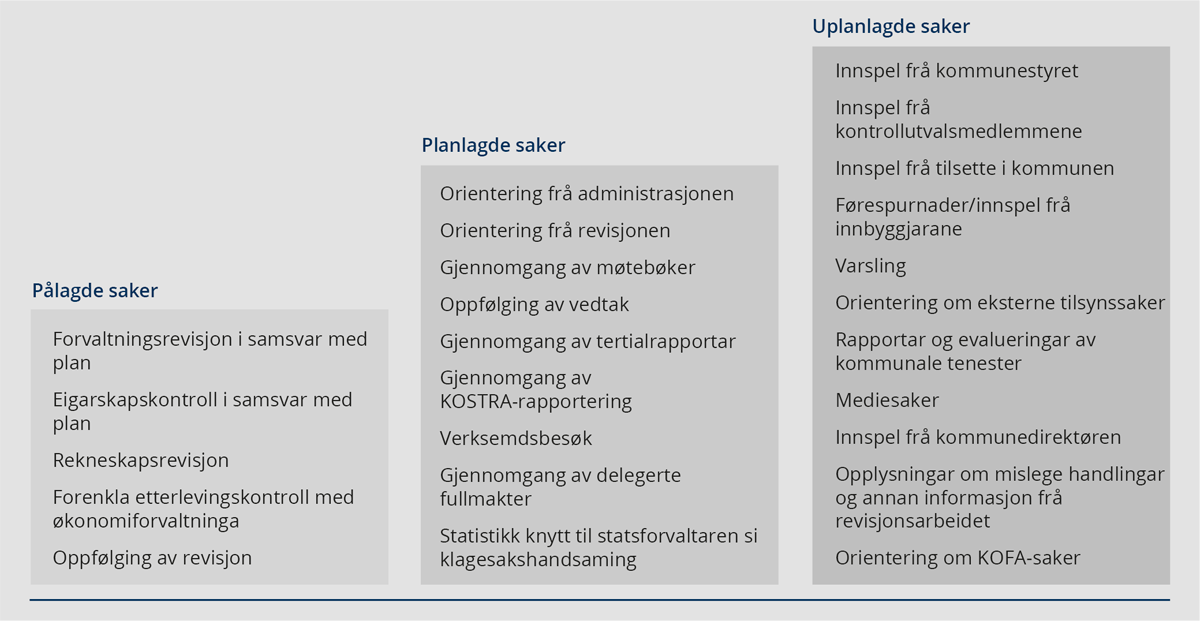 Pålagde saker
Forvaltningsrevisjon i samsvar med
plan
Eigarskapskontroll i samsvar med
plan
Rekneskapsrevisjon
Forenkla etterlevingskontroll med
økonomiforvaltninga
Oppfølging av revisjon
Planlagde saker
Orientering frå administrasjonen
Orientering frå revisjonen
Gjennomgang av møtebøker
Oppfølging av vedtak
Gjennomgang av tertialrapportar
Gjennomgang av
KOSTRA-rapportering
Verksemdsbesøk
Gjennomgang av delegerte
fullmakter
Statistikk knytt til statsforvaltaren si
klagesakshandsaming
Uplanlagde saker
Innspel frå kommunestyret
Innspel frå
kontrollutvalsmedlemmene
Innspel frå tilsette i kommunen
Førespurnader/innspel frå
innbyggjarane
Varsling
Orientering om eksterne tilsynssaker
Rapportar og evalueringar av
kommunale tenester
Mediesaker
Innspel frå kommunedirektøren
Opplysningar om mislege handlingar
og annan informasjon frå
revisjonsarbeidet
Orientering om KOFA-saker